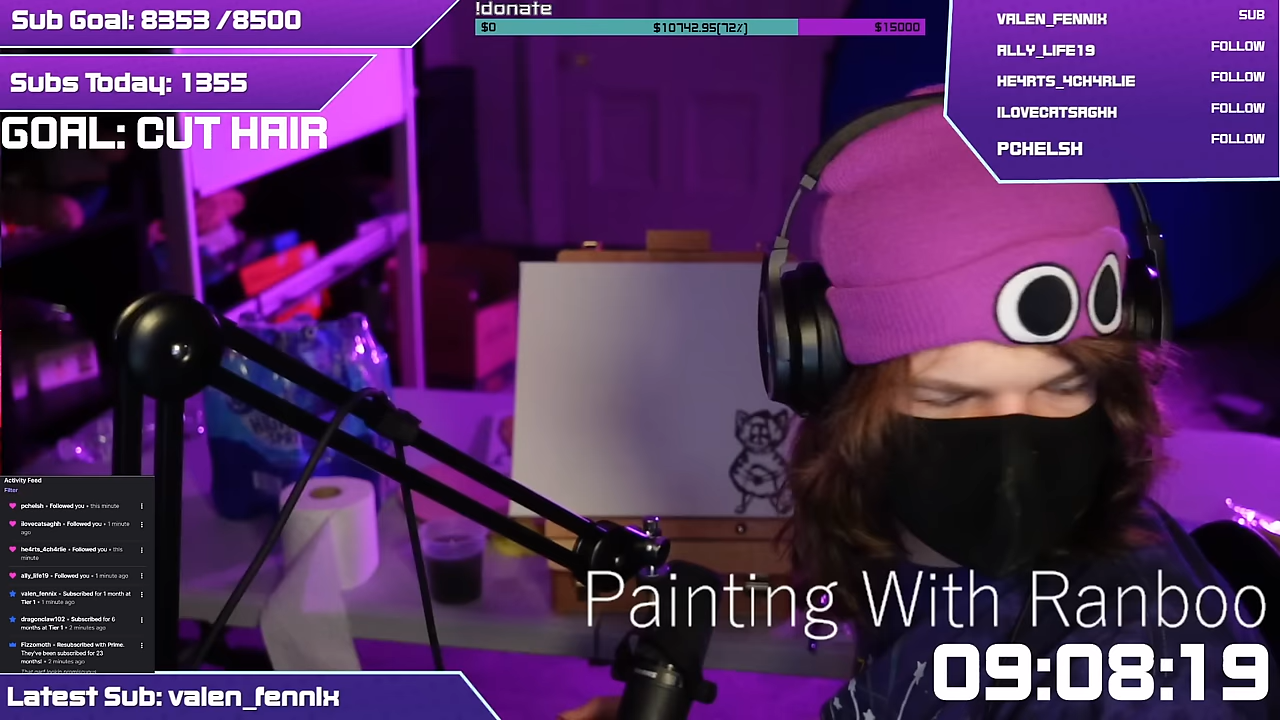 Sub Goal: 8353 /8500
Subs Today: 1355
GOAL: CUT HAIR
!donate
$0 $10742.95(72%) $15000
VALEN_FENNIX SUB
ALLY_LIFE19 FOLLOW
HE4RTS_4CH4RLIE FOLLOW
ILOVECATSAGHH FOLLOW
PCHELSH FOLLOW
Activity Feed
Filter
pchelsh • Followed you • this minute
ilovecatsaghh • Followed you • 1 minute
ago
he4rts_4ch4rlie • Followed you • this
minute
ally_life19 • Followed you • 1 minute ago
valen_fennix • Subscribed for 1 month at
Tier 1 • 1 minute ago
dragonclaw102 • Subscribed for 6
months at Tier 1 • 2 minutes ago
Fizzomoth • Resubscribed with Prime.
They've been subscribed for 23
months! • 2 minutes ago
Painting With Ranboo
09:08:19
Latest Sub: valen_fennix